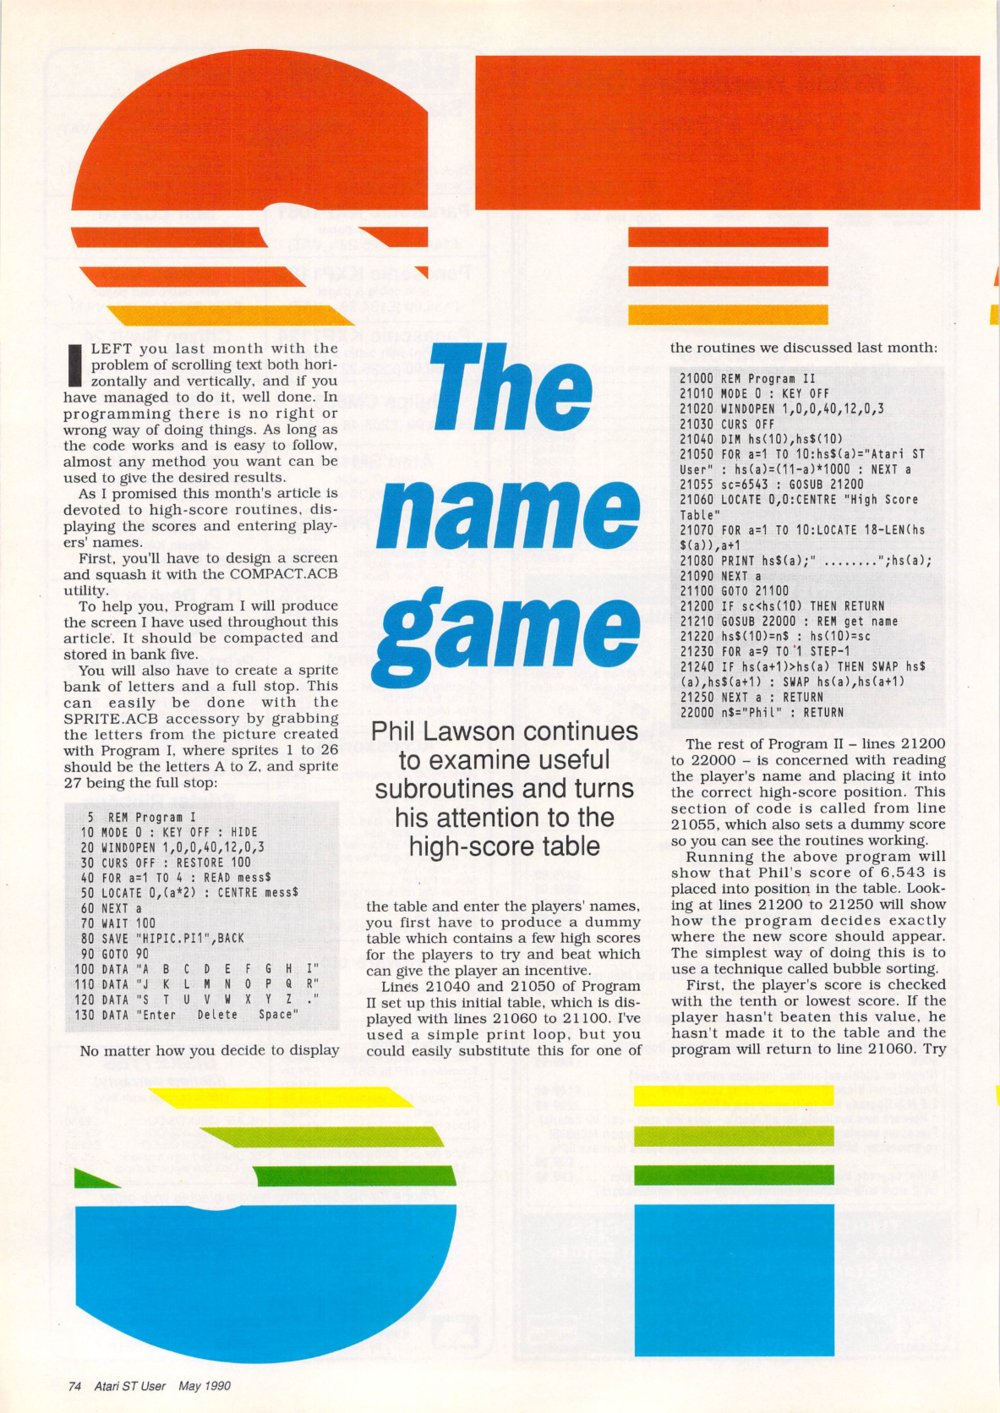 I LEFT you last month with the
problem of scrolling text both hori-
zontally and vertically, and if you
have managed to do it, well done. In
programming there is no right or
wrong way of doing things. As long as
the code works and is easy to follow,
almost any method you want can be
used to give the desired results.
As I promised this month's article is
devoted to high-score routines, dis-
playing the scores and entering play-
ers' names.
First, you'll have to design a screen
and squash it with the COMPACT.ACB
utility.
To help you, Program I will produce
the screen I have used throughout this
article. It should be compacted and
stored in bank five.
You will also have to create a sprite
bank of letters and a full stop. This
can easily be done with the
SPRITE.ACB accessory by grabbing
the letters from the picture created
with Program I, where sprites 1 to 26
should be the letters A to Z, and sprite
27 being the full stop:
5 REM Program I
10 MODE 0 : KEY OFF : HIDE
20 WINDOPEN 1,0,0,40,12,0,3
30 CURS OFF : RESTORE 100
40 FOR a=1 TO 4 : READ mess$
50 LOCATE 0,(a*2) : CENTRE mess$
60 NEXT a
70 WAIT 100
80 SAVE "HIPIC.PI1",BACK
90 GOTO 90
100 DATA "A B C D E F G H I"
110 DATA "J K L M N O P Q R"
120 DATA "S T U V W X Y Z ."
130 DATA "Enter Delete Space"
No matter how you decide to display
The
name
game
Phil Lawson continues
to examine useful
subroutines and turns
his attention to the
high-score table
the table and enter the players' names,
you first have to produce a dummy
table which contains a few high scores
for the players to try and beat which
can give the player an incentive.
Lines 21040 and 21050 of Program
II set up this initial table, which is dis-
played with lines 21060 to 21100. I've
used a simple print loop, but you
could easily substitute this for one of
the routines we discussed last month:
21000 REM Program II
21010 MODE 0 : KEY OFF
21020 WINDOPEN 1,0,0,40,12,0,3
21030 CURS OFF
21040 DIM hs(10),hs$(10)
21050 FOR a=1 TO 10:hs$(a)="Atari ST
User" : hs(a)=(11-a)*1000 : NEXT a
21055 sc=6543 : GOSUB 21200
21060 LOCATE 0,0:CENTRE "High Score
Table"
21070 FOR a=1 TO 10:LOCATE 18-LEN(hs
$(a)),a+1
21080 PRINT hs$(a);" ........";hs(a);
21090 NEXT a
21100 GOTO 21100
21200 IF sc<hs(10) THEN RETURN
21210 GOSUB 22000 : REM get name
21220 hs$(10)=n$ : hs(10)=sc
21230 FOR a=9 TO 1 STEP-1
21240 IF hs(a+1)>hs(a) THEN SWAP hs$
(a),hs$(a+1) : SWAP hs(a),hs(a+1)
21250 NEXT a : RETURN
22000 n$="Phil" : RETURN
The rest of Program II – lines 21200
to 22000 – is concerned with reading
the player's name and placing it into
the correct high-score position. This
section of code is called from line
21055, which also sets a dummy score
so you can see the routines working.
Running the above program will
show that Phil's score of 6,543 is
placed into position in the table. Look-
ing at lines 21200 to 21250 will show
how the program decides exactly
where the new score should appear.
The simplest way of doing this is to
use a technique called bubble sorting.
First, the player's score is checked
with the tenth or lowest score. If the
player hasn't beaten this value, he
hasn't made it to the table and the
program will return to line 21060. Try
74 Atari ST User May 1990